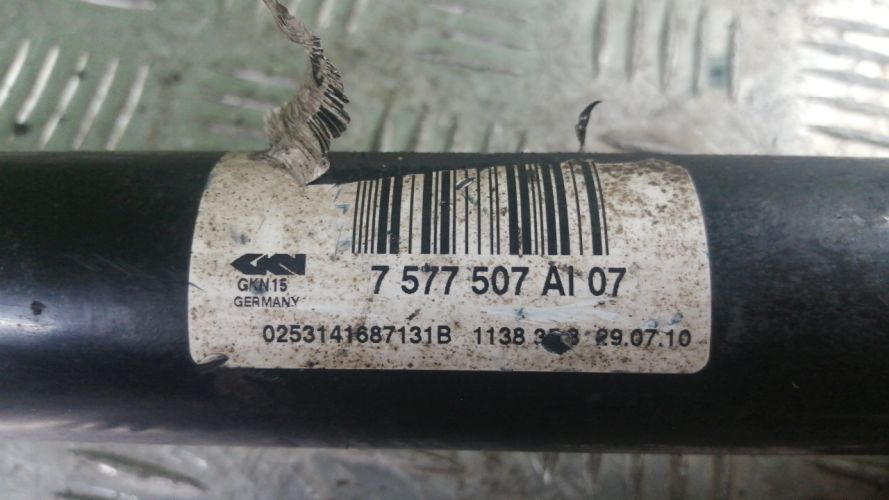 GKN
7 577 507 AI 07
GKN15
GERMANY
0253141687131B 1138 29.07.10